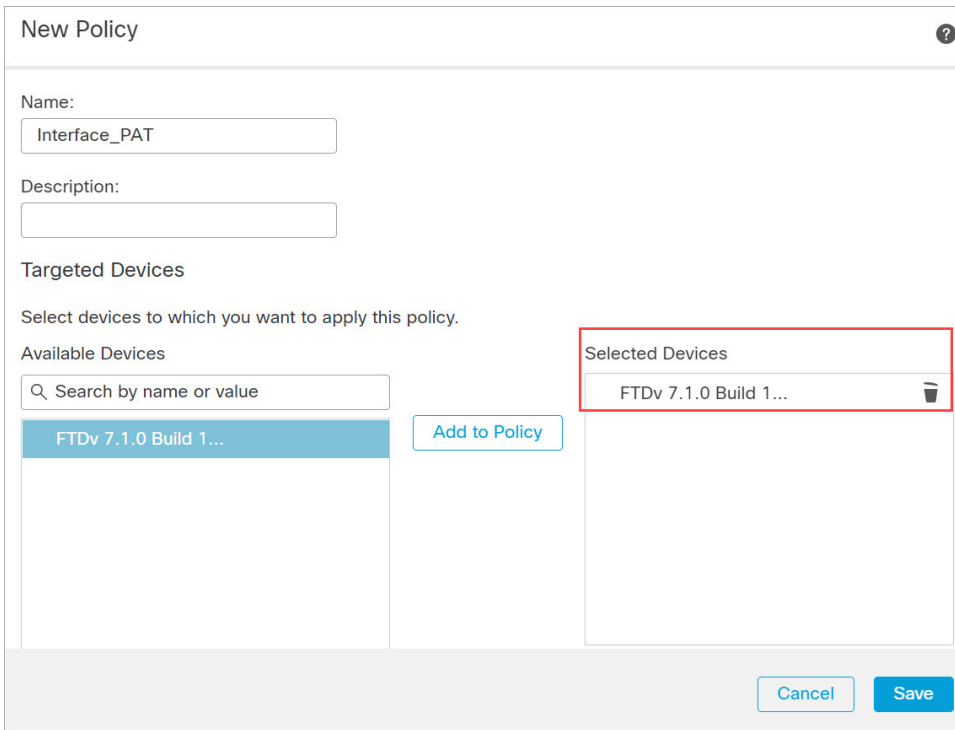 New Policy
?
Name:
Interface_PAT
Description:
Targeted Devices
Select devices to which you want to apply this policy.
Available Devices
Search by name or value
FTDv 7.1.0 Build 1...
Add to Policy
Selected Devices
FTDv 7.1.0 Build 1...
Cancel
Save